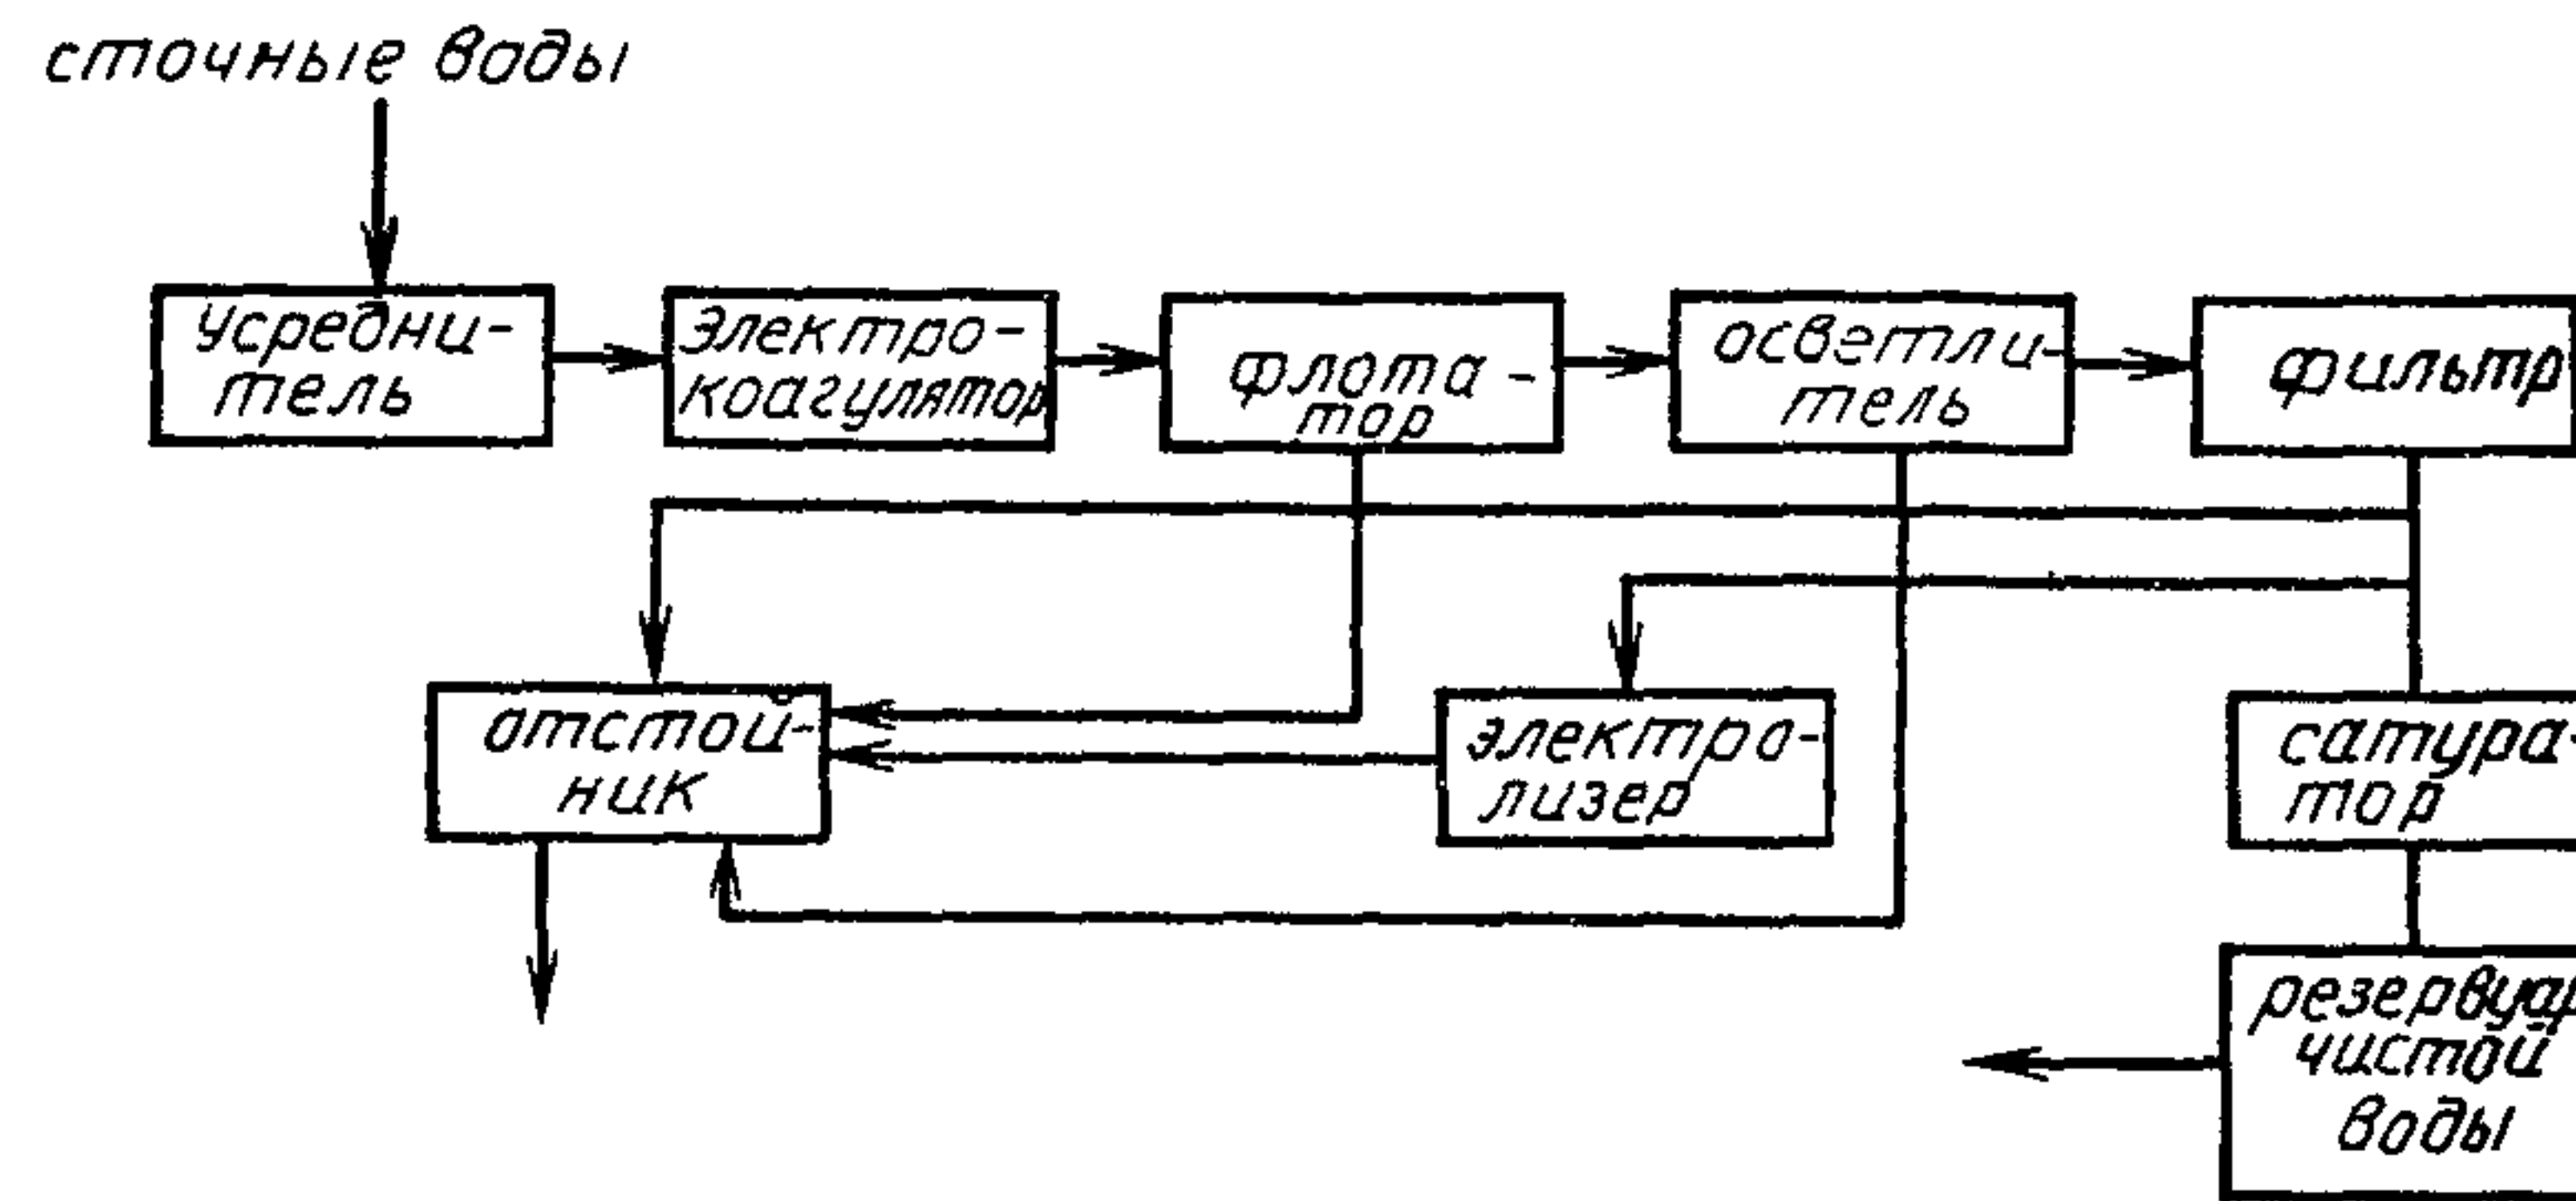 сточные воды
Усредни-
тель
Электро-
коагулятор
флота-
тор
осветли-
тель
фильтр
отстой-
ник
электро-
лизер
сатура-
тор
резервуар
чистой
воды